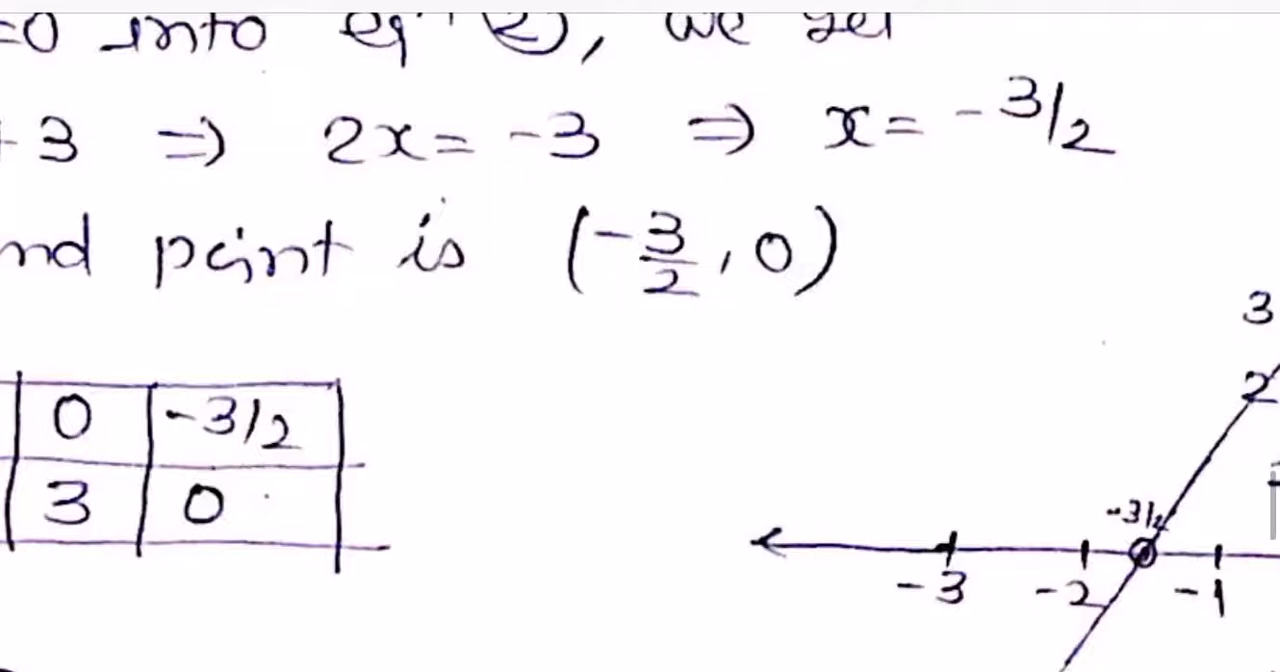 =0 into eqⁿ (2), we get
+3 ⇒ 2x = -3 ⇒ x = -3/2
nd point is (-3/2, 0)
3
0 -3/2
2
3 0
-3/2
-3 -2 -1